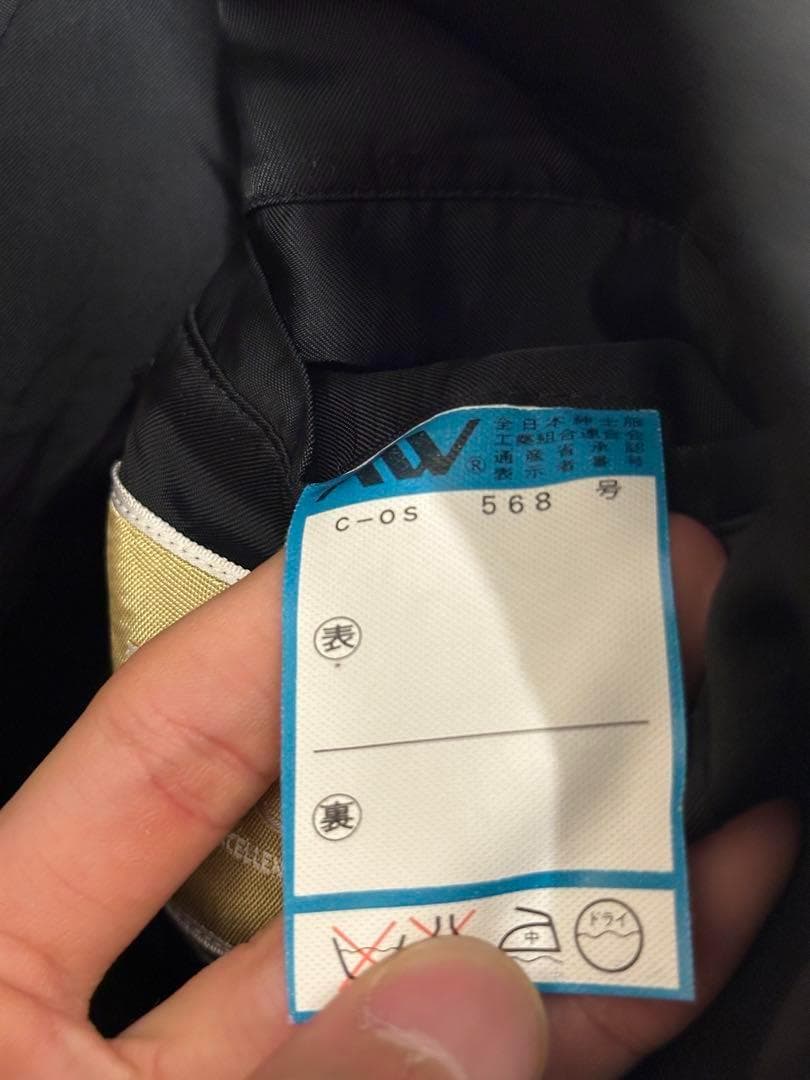 全日本紳士服
工業組合連合会
通産省承認
表示者番号
®
C-OS 568 号
表
裏
CELLEX
中
ドライ